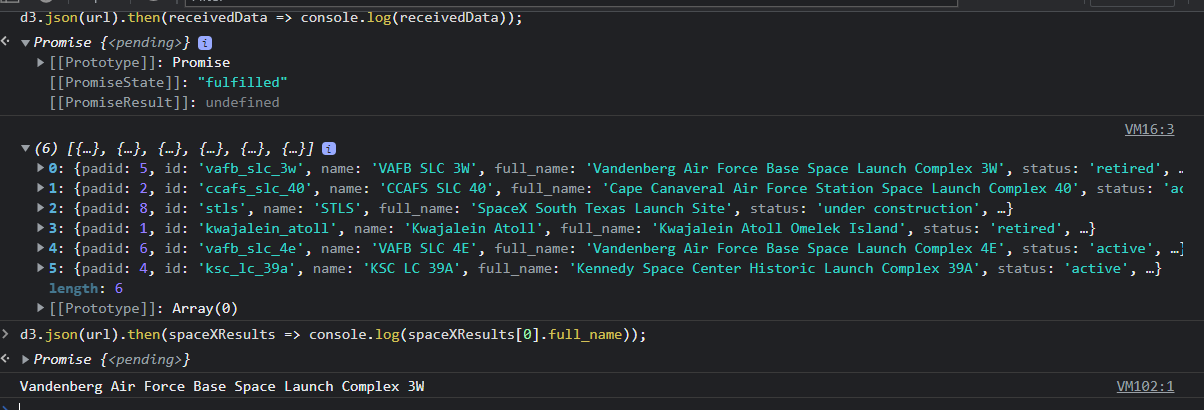 d3.json(url).then(receivedData => console.log(receivedData));
Promise {<pending>} i
[[Prototype]]: Promise
[[PromiseState]]: "fulfilled"
[[PromiseResult]]: undefined
VM16:3
(6) [{…}, {…}, {…}, {…}, {…}, {…}] i
0: {padid: 5, id: 'vafb_slc_3w', name: 'VAFB SLC 3W', full_name: 'Vandenberg Air Force Base Space Launch Complex 3W', status: 'retired', …
1: {padid: 2, id: 'ccafs_slc_40', name: 'CCAFS SLC 40', full_name: 'Cape Canaveral Air Force Station Space Launch Complex 40', status: 'ac
2: {padid: 8, id: 'stls', name: 'STLS', full_name: 'SpaceX South Texas Launch Site', status: 'under construction', …}
3: {padid: 1, id: 'kwajalein_atoll', name: 'Kwajalein Atoll', full_name: 'Kwajalein Atoll Omelek Island', status: 'retired', …}
4: {padid: 6, id: 'vafb_slc_4e', name: 'VAFB SLC 4E', full_name: 'Vandenberg Air Force Base Space Launch Complex 4E', status: 'active', …}
5: {padid: 4, id: 'ksc_lc_39a', name: 'KSC LC 39A', full_name: 'Kennedy Space Center Historic Launch Complex 39A', status: 'active', …}
length: 6
[[Prototype]]: Array(0)
d3.json(url).then(spaceXResults => console.log(spaceXResults[0].full_name));
Promise {<pending>}
Vandenberg Air Force Base Space Launch Complex 3W VM102:1